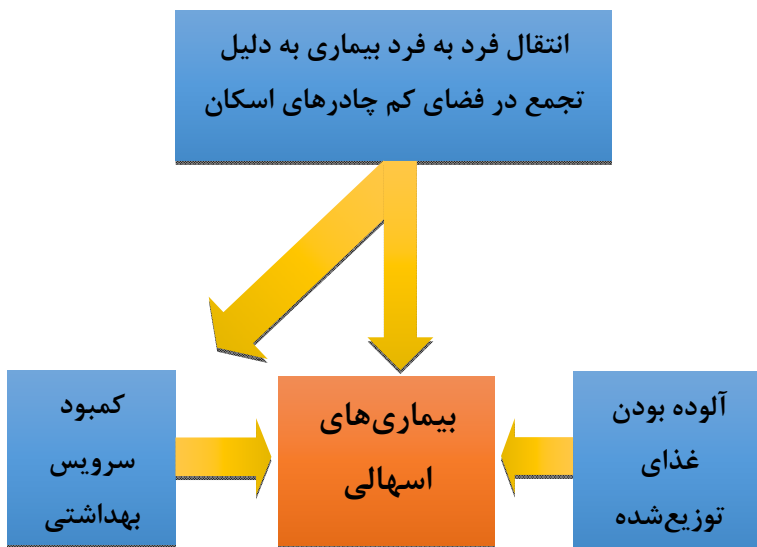 انتقال فرد به فرد بیماری به دلیل
تجمع در فضای کم چادرهای اسکان
آلوده بودن
غذای
توزیع‌شده
بیماری‌های
اسهالی
کمبود
سرویس
بهداشتی